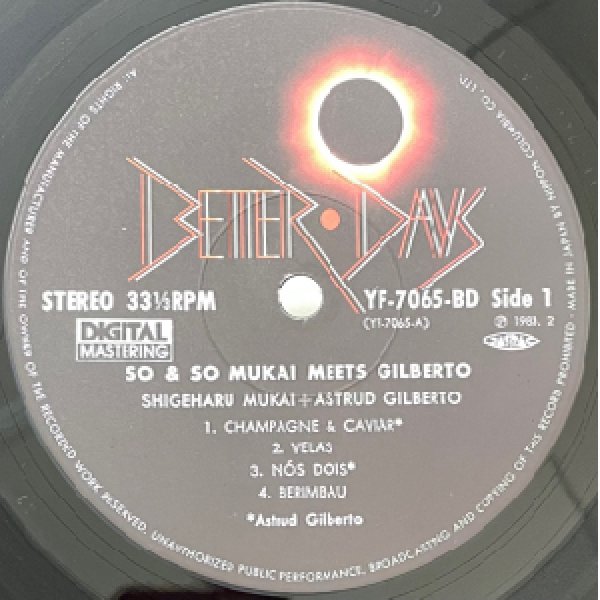 BETTER·DAYS
STEREO 33⅓RPM
YF-7065-BD Side 1
(YF-7065-A)
DIGITAL
MASTERING
℗ 1983. 2
JASRAC
SO & SO MUKAI MEETS GILBERTO
SHIGEHARU MUKAI+ASTRUD GILBERTO
1. CHAMPAGNE & CAVIAR*
2. VELAS
3. NÓS DOIS*
4. BERIMBAU
*Astrud Gilberto
ALL RIGHTS OF THE MANUFACTURER AND OF THE OWNER OF THE RECORDED WORK RESERVED. UNAUTHORIZED PUBLIC PERFORMANCE, BROADCASTING AND COPYING OF THIS RECORD PROHIBITED · MADE IN JAPAN BY NIPPON COLUMBIA CO., LTD.